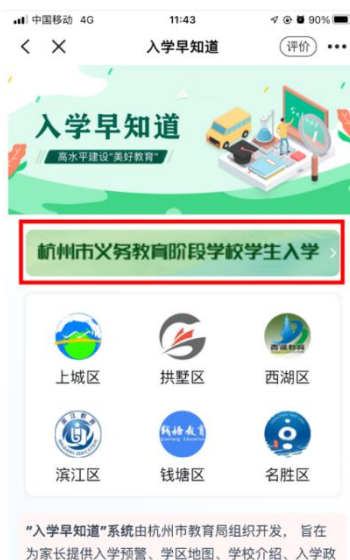 中国移动 4G 11:43 90%
入学早知道 评价
入学早知道
高水平建设"美好教育"
School
杭州市义务教育阶段学校学生入学
上城区 拱墅区 西湖区
滨江区 钱塘区 名胜区
"入学早知道"系统由杭州市教育局组织开发， 旨在
为家长提供入学预警、学区地图、学校介绍、入学政